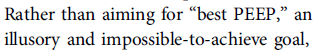 Rather than aiming for “best PEEP,” an
illusory and impossible-to-achieve goal,